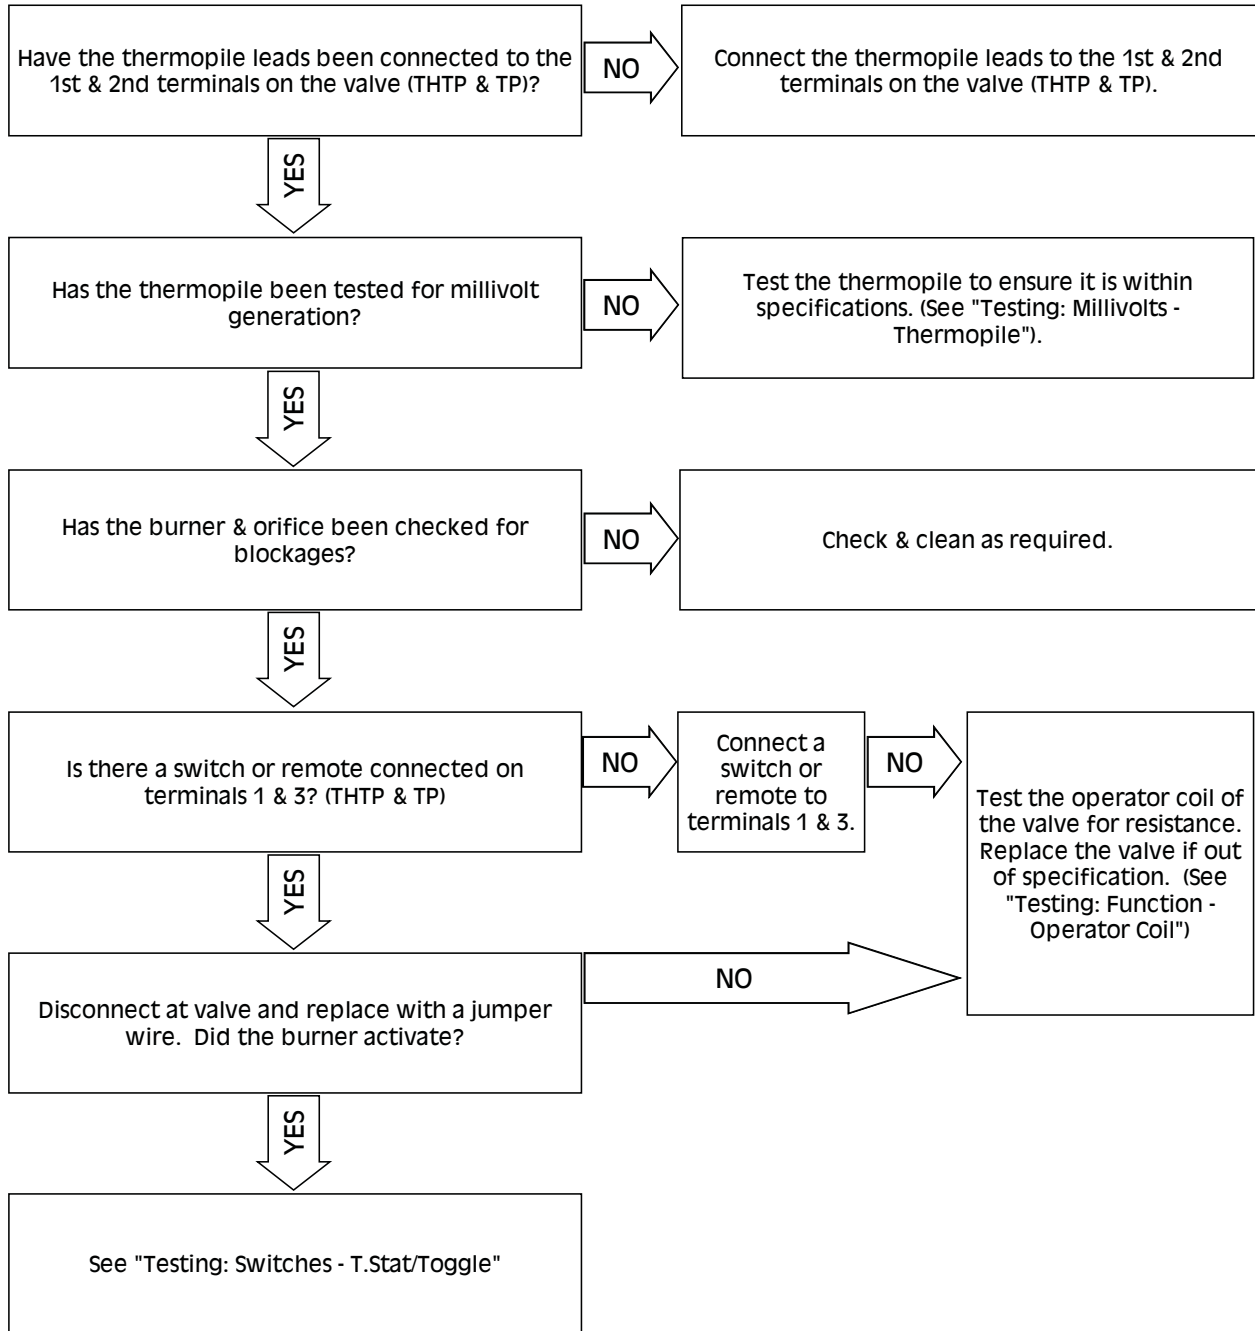 Have the thermopile leads been connected to the
1st & 2nd terminals on the valve (THTP & TP)?
NO
Connect the thermopile leads to the 1st & 2nd
terminals on the valve (THTP & TP).
YES
Has the thermopile been tested for millivolt
generation?
NO
Test the thermopile to ensure it is within
specifications. (See "Testing: Millivolts -
Thermopile").
YES
Has the burner & orifice been checked for
blockages?
NO
Check & clean as required.
YES
Is there a switch or remote connected on
terminals 1 & 3? (THTP & TP)
NO
Connect a
switch or
remote to
terminals 1 & 3.
NO
Test the operator coil of
the valve for resistance.
Replace the valve if out
of specification.  (See
"Testing: Function -
Operator Coil")
YES
Disconnect at valve and replace with a jumper
wire.  Did the burner activate?
NO
YES
See "Testing: Switches - T.Stat/Toggle"